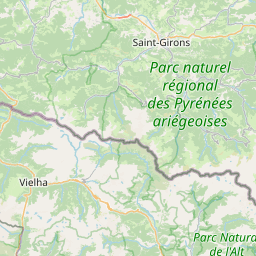 Saint-Girons
Parc naturel
régional
des Pyrénées
ariégeoises
Vielha
Parc Natura
de l'Alt